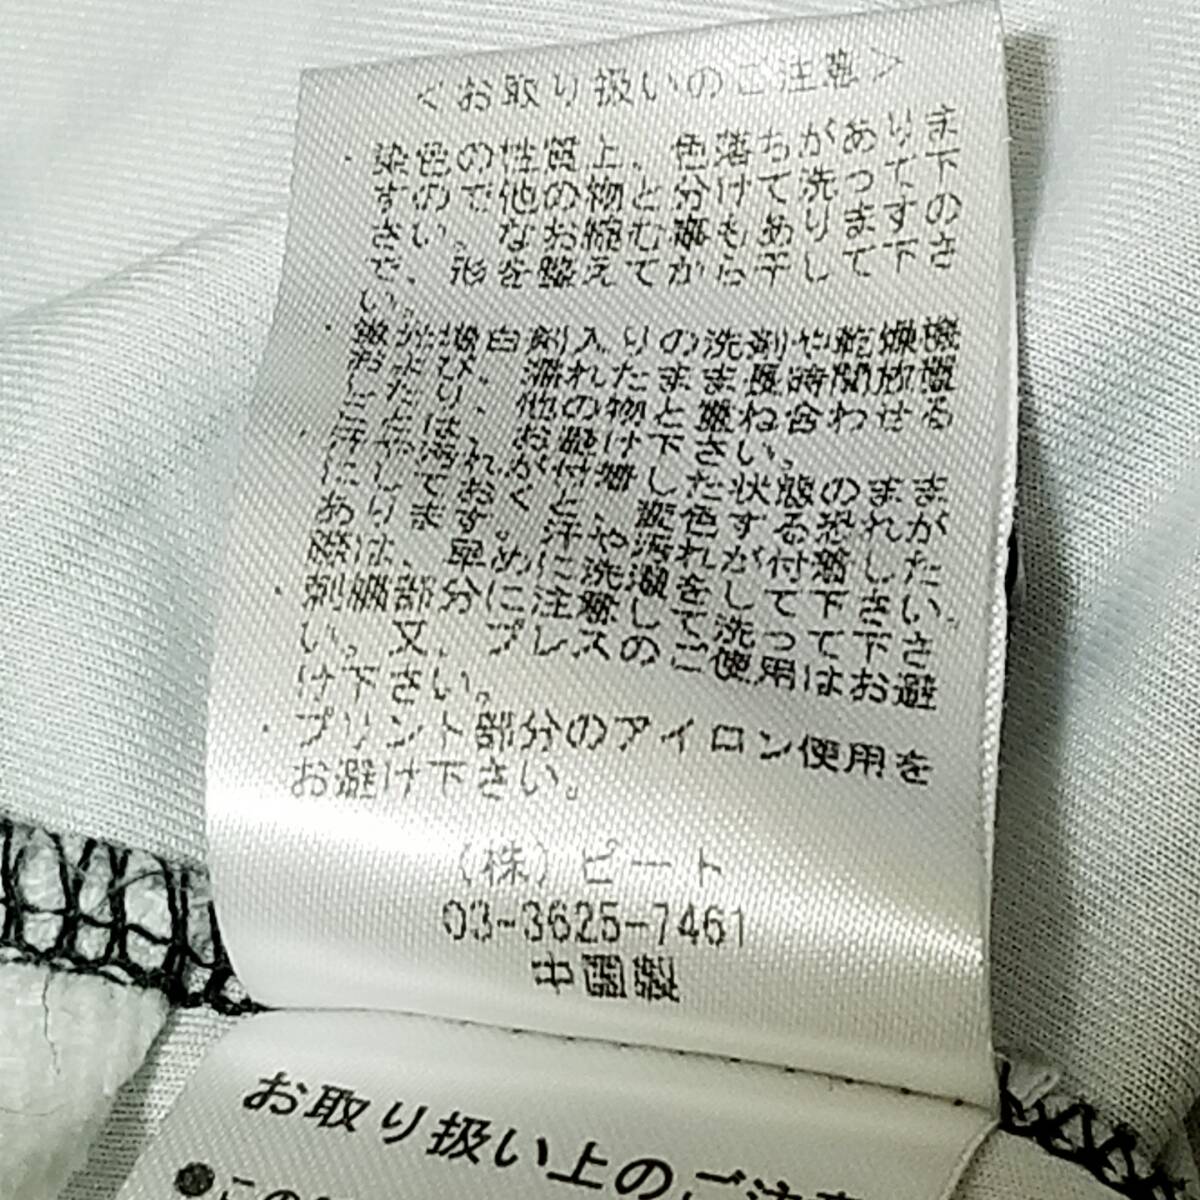 ＜お取り扱いのご注意＞
・染色の性質上、色落ちがありま
すので他の物と分けて洗って下
さい。なお縮む事もありますの
で、形を整えてから干して下さ
い。
・蛍光増白剤入りの洗剤や乾燥機
および、濡れたまま長時間放置
したり、他の物と重ね合わせる
ことは、お避け下さい。
・汗や汚れが付着した状態のまま
にしておくと、変色する恐れが
あります。汗や汚れが付着した
際は、早めに洗濯をして下さい。
・刺繍部分に注意して洗って下さ
い。又、プレスのご使用はお避
け下さい。
・プリント部分のアイロン使用を
お避け下さい。
(株)ピート
03-3625-7461
中国製
お取り扱い上のご注意
●この